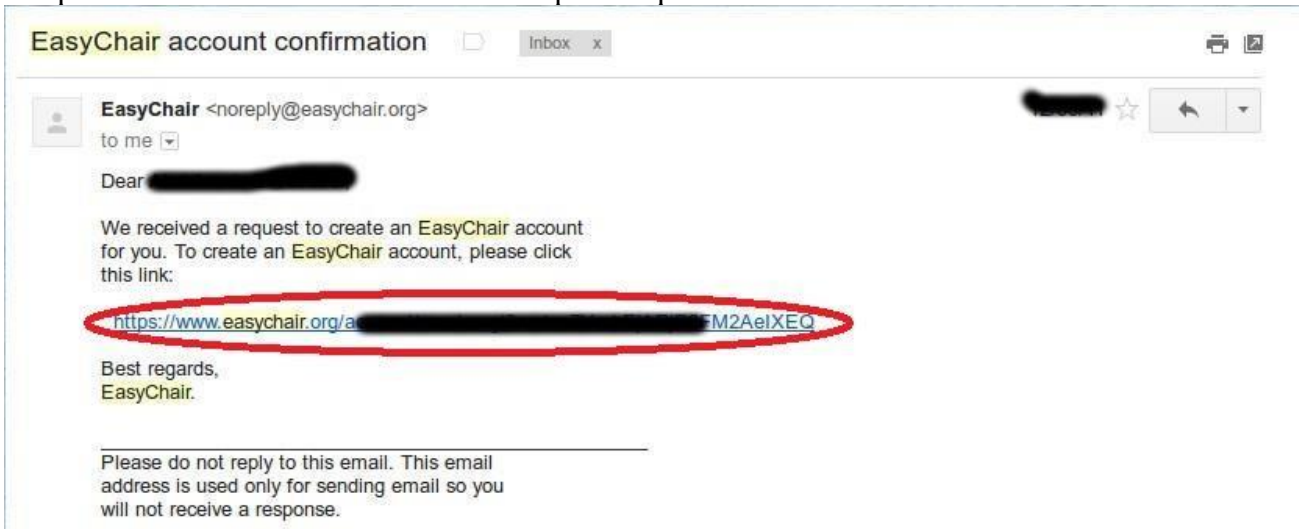 EasyChair account confirmation Inbox x
EasyChair <noreply@easychair.org>
to me
Dear
We received a request to create an EasyChair account
for you. To create an EasyChair account, please click
this link:
https://www.easychair.org/a FM2AeIXEQ
Best regards,
EasyChair.
Please do not reply to this email. This email
address is used only for sending email so you
will not receive a response.